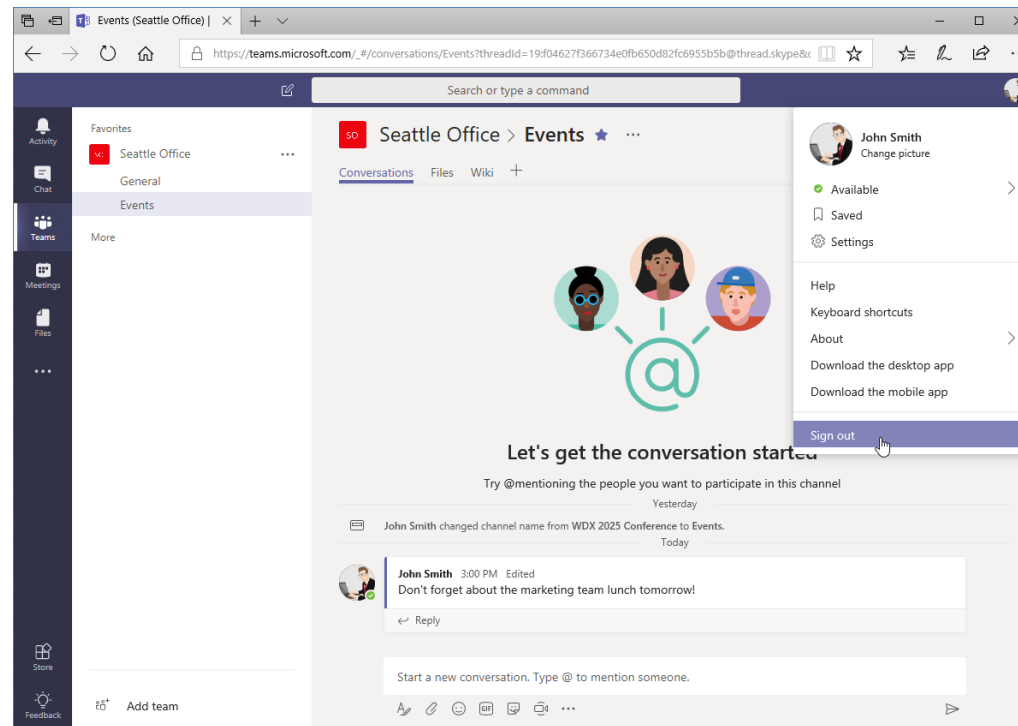 Events (Seattle Office) |
https://teams.microsoft.com/_#/conversations/Events?threadId=19:f04627f366734e0fb650d82fc6955b5b@thread.skype&c
Search or type a command
Activity
Chat
Teams
Meetings
Files
Store
Feedback
Favorites
Seattle Office
General
Events
More
Add team
SO
Seattle Office > Events
Conversations Files Wiki
Let's get the conversation started
Try @mentioning the people you want to participate in this channel
Yesterday
John Smith changed channel name from WDX 2025 Conference to Events.
Today
John Smith 3:00 PM Edited
Don't forget about the marketing team lunch tomorrow!
Reply
Start a new conversation. Type @ to mention someone.
GIF
John Smith
Change picture
Available
Saved
Settings
Help
Keyboard shortcuts
About
Download the desktop app
Download the mobile app
Sign out